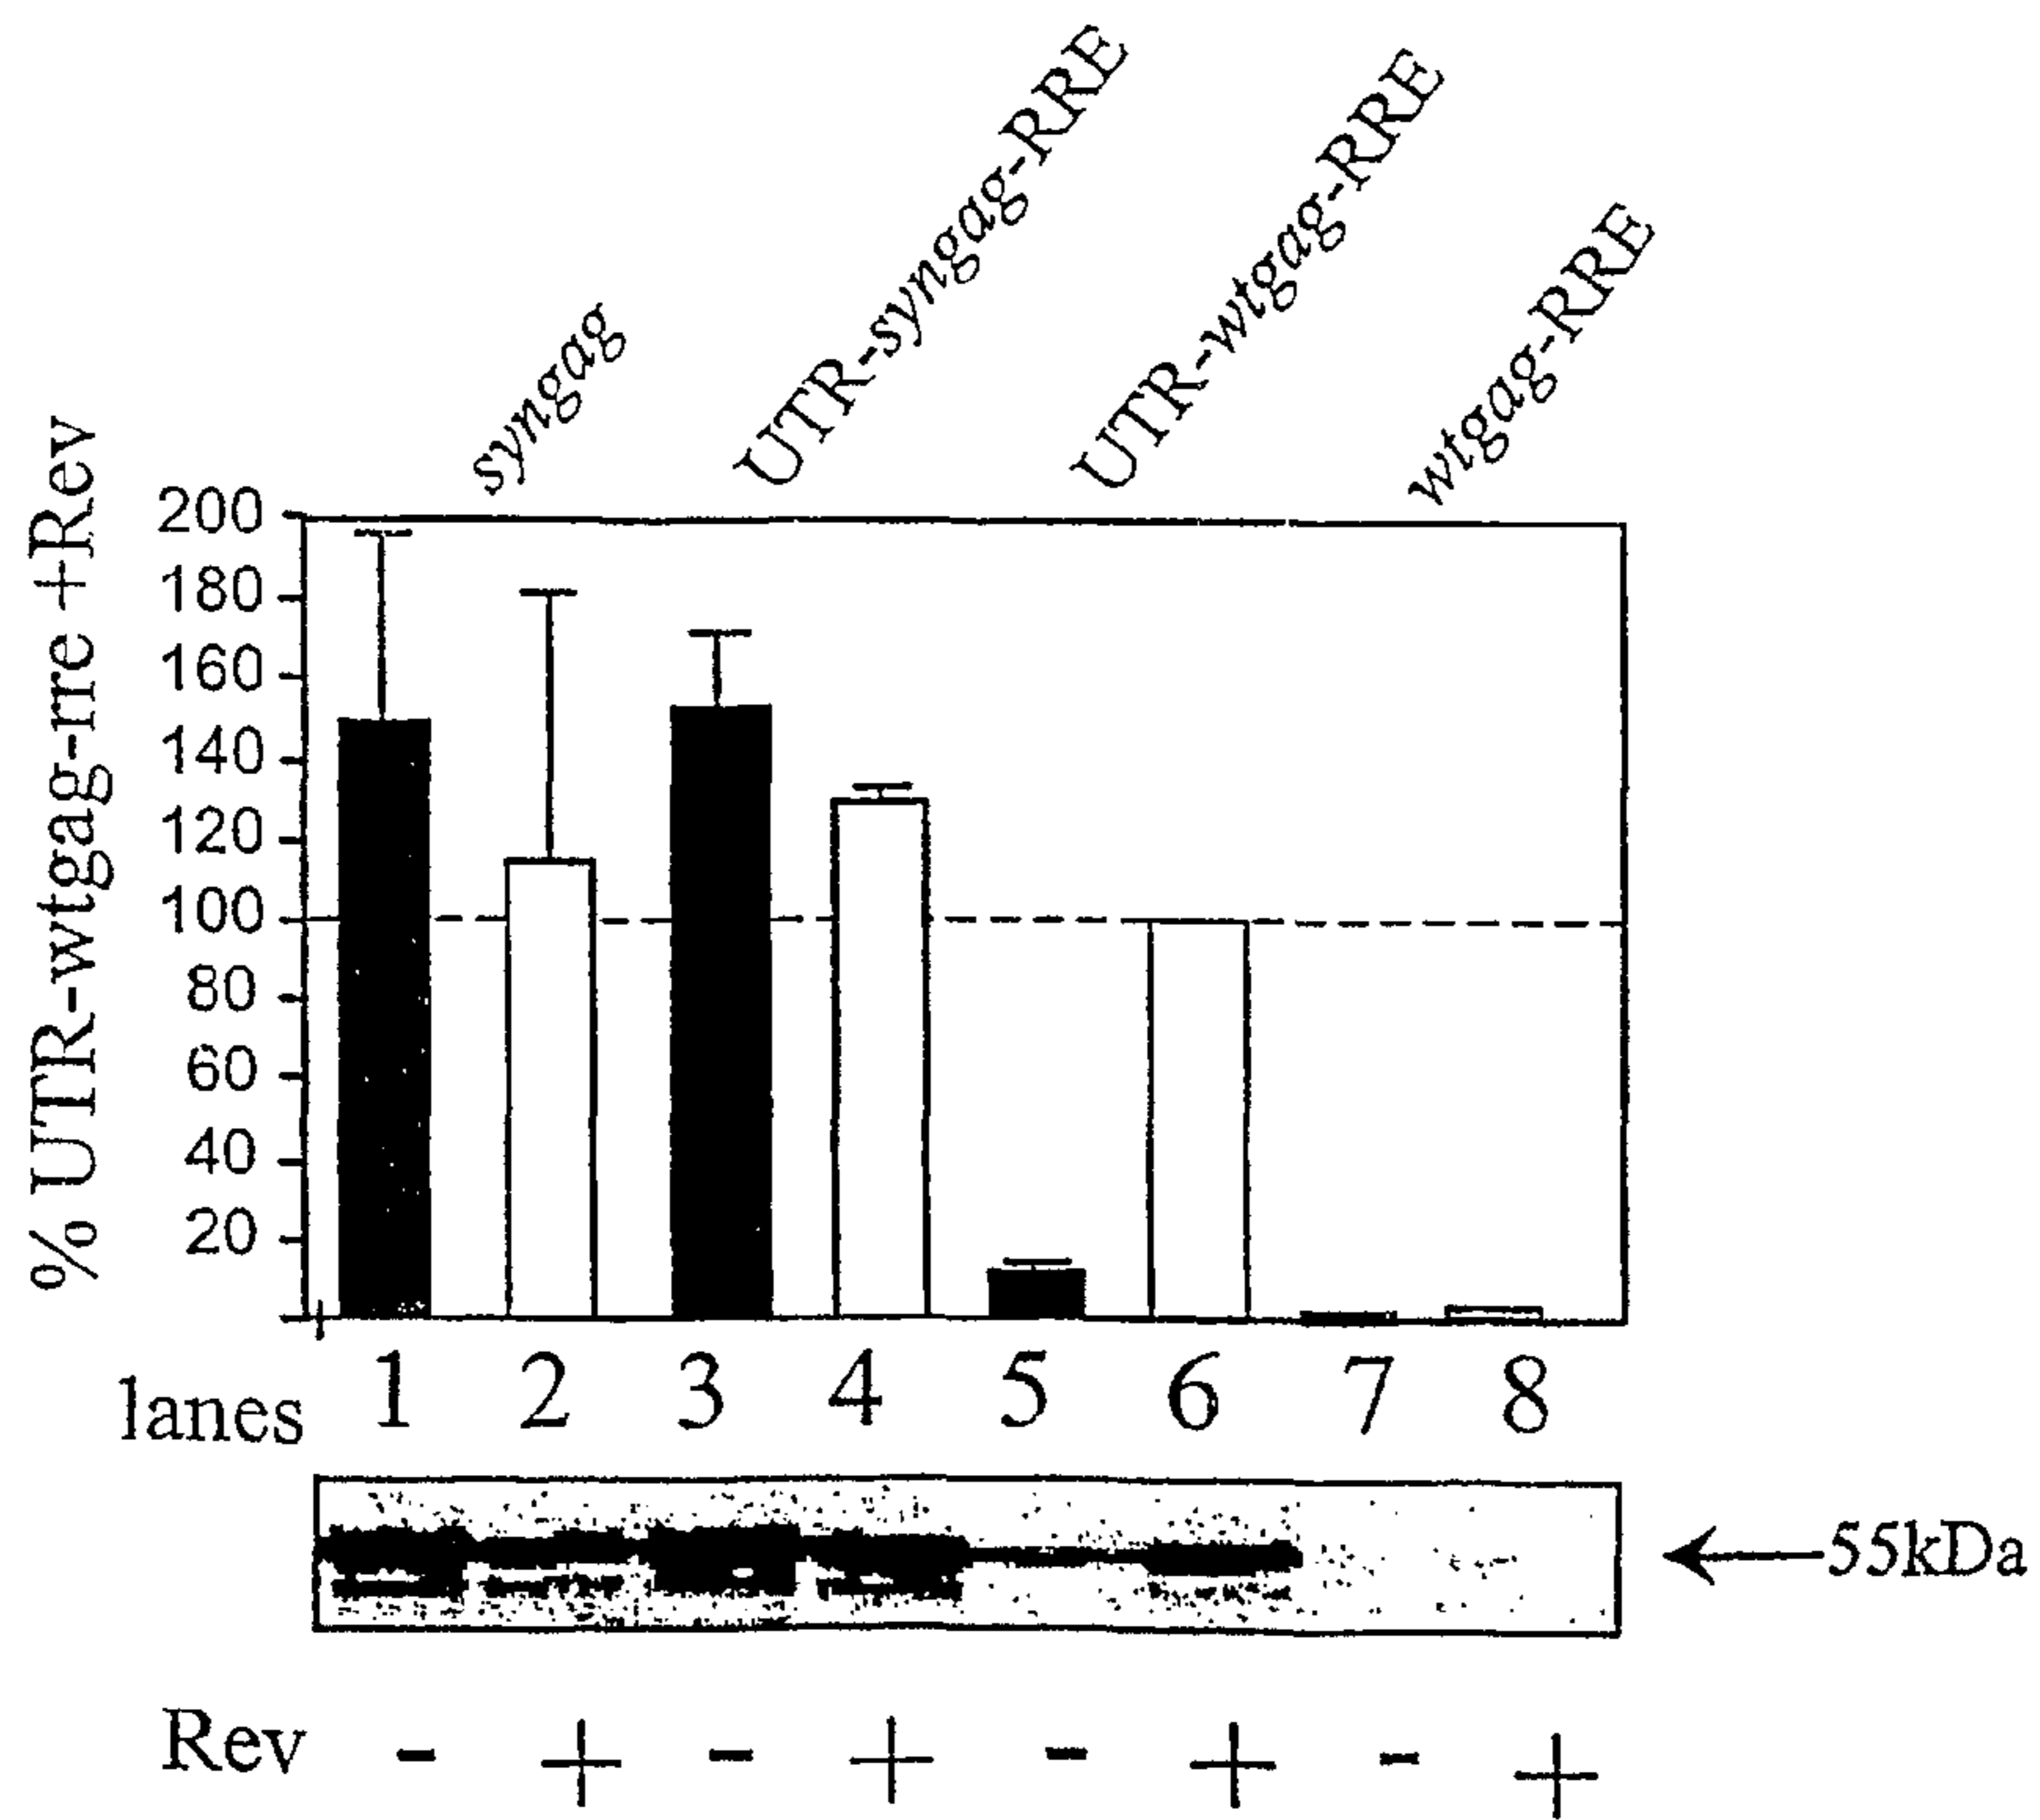 syngag
UTR-syngag-RRE
UTR-wtgag-RRE
wtgag-RRE
% UTR-wtgag-rre +Rev
200
180
160
140
120
100
80
60
40
20
lanes 1 2 3 4 5 6 7 8
55kDa
Rev - + - + - + - +